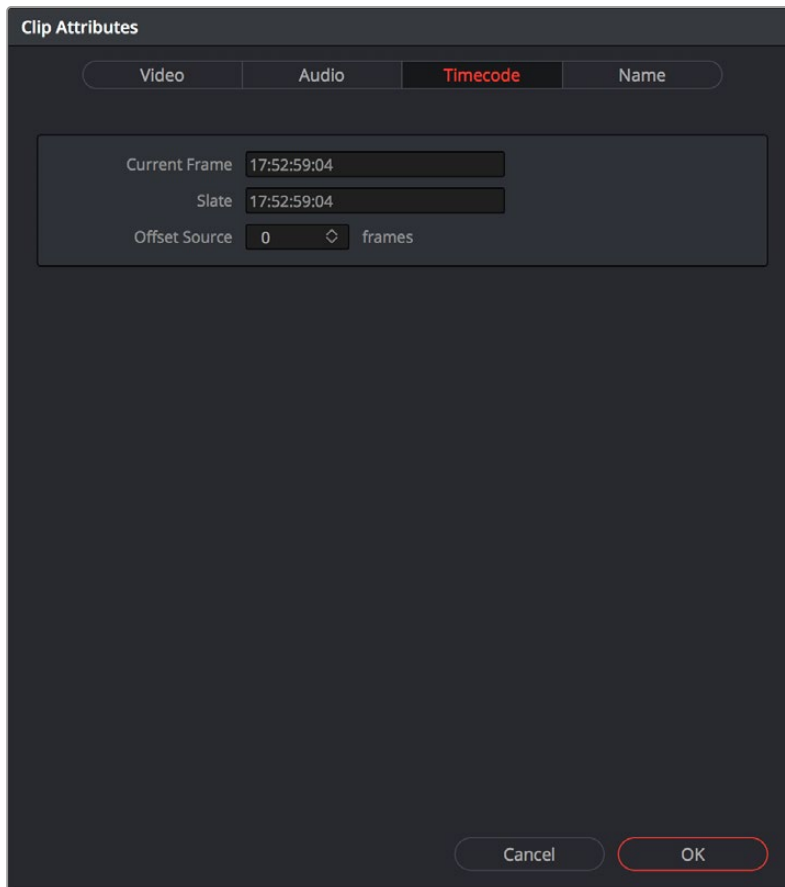 Clip Attributes
Video Audio Timecode Name
Current Frame 17:52:59:04
Slate 17:52:59:04
Offset Source 0 frames
Cancel OK